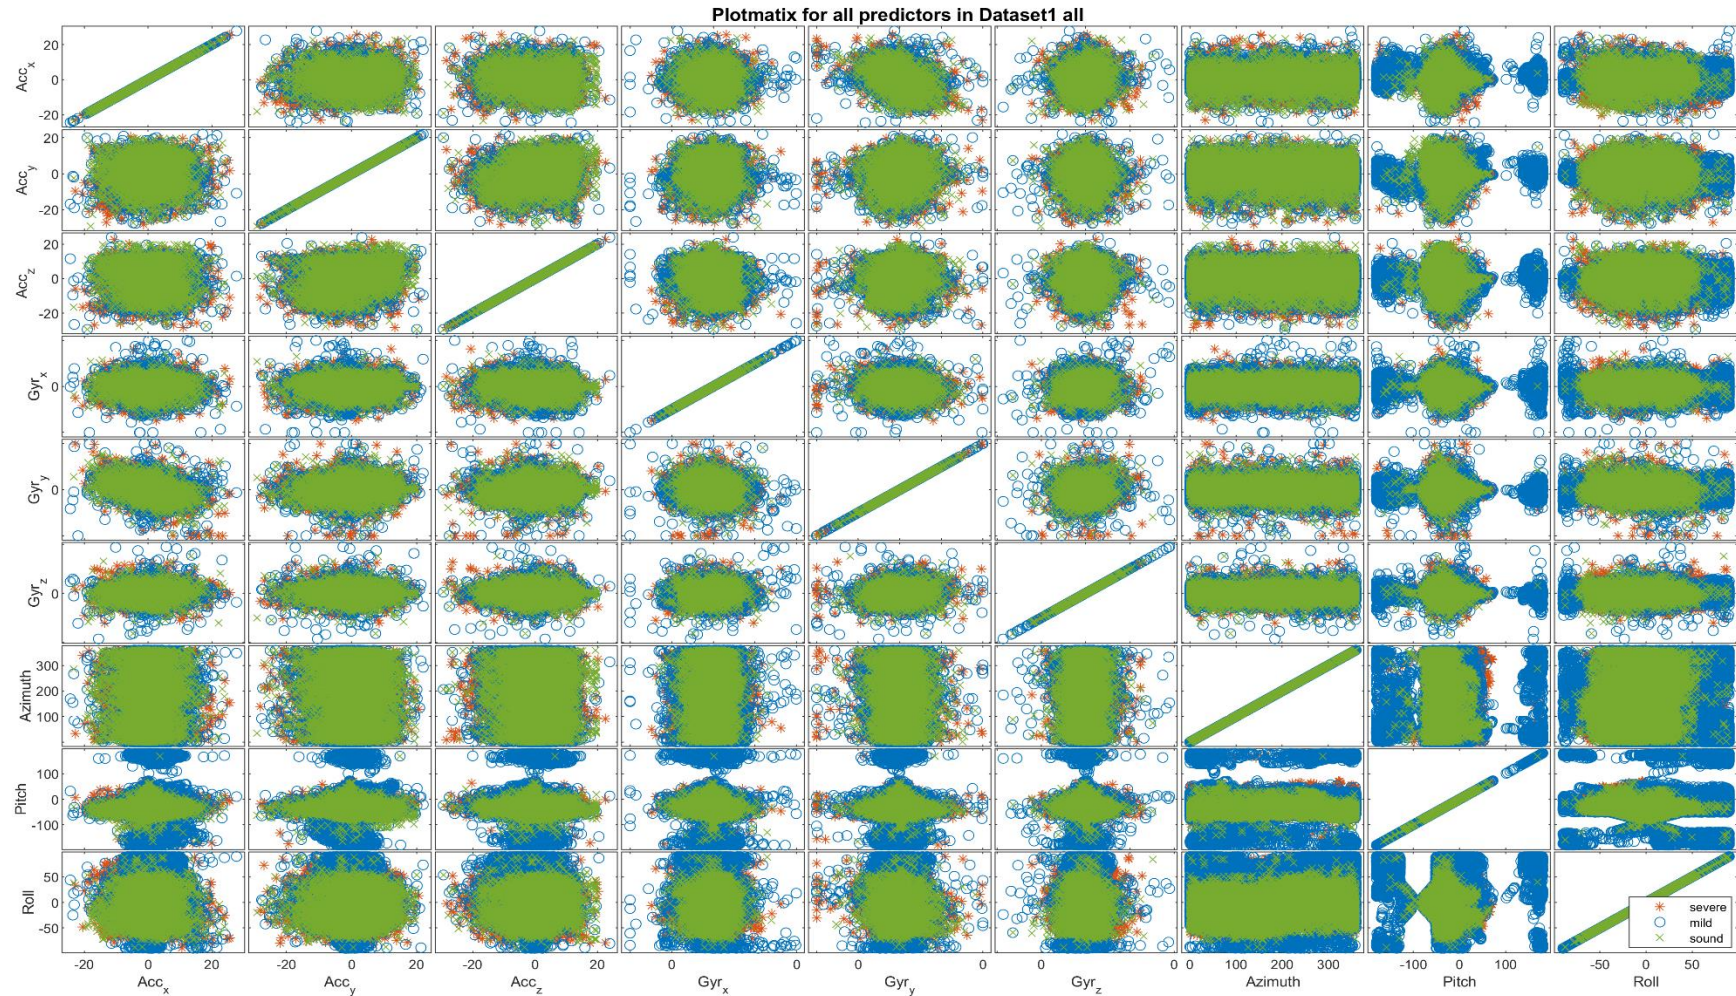 Plotmatix for all predictors in Dataset1 all
Acc_x
20
0
-20
Acc_y
20
0
-20
Acc_z
20
0
-20
Gyr_x
0
Gyr_y
0
Gyr_z
0
Azimuth
300
200
100
Pitch
100
0
-100
Roll
50
0
-50
severe
mild
sound
-20 0 20 -20 0 20 -20 0 20 0 0 0 0 0 0 100 200 300 -100 0 100 -50 0 50
Acc_x Acc_y Acc_z Gyr_x Gyr_y Gyr_z Azimuth Pitch Roll